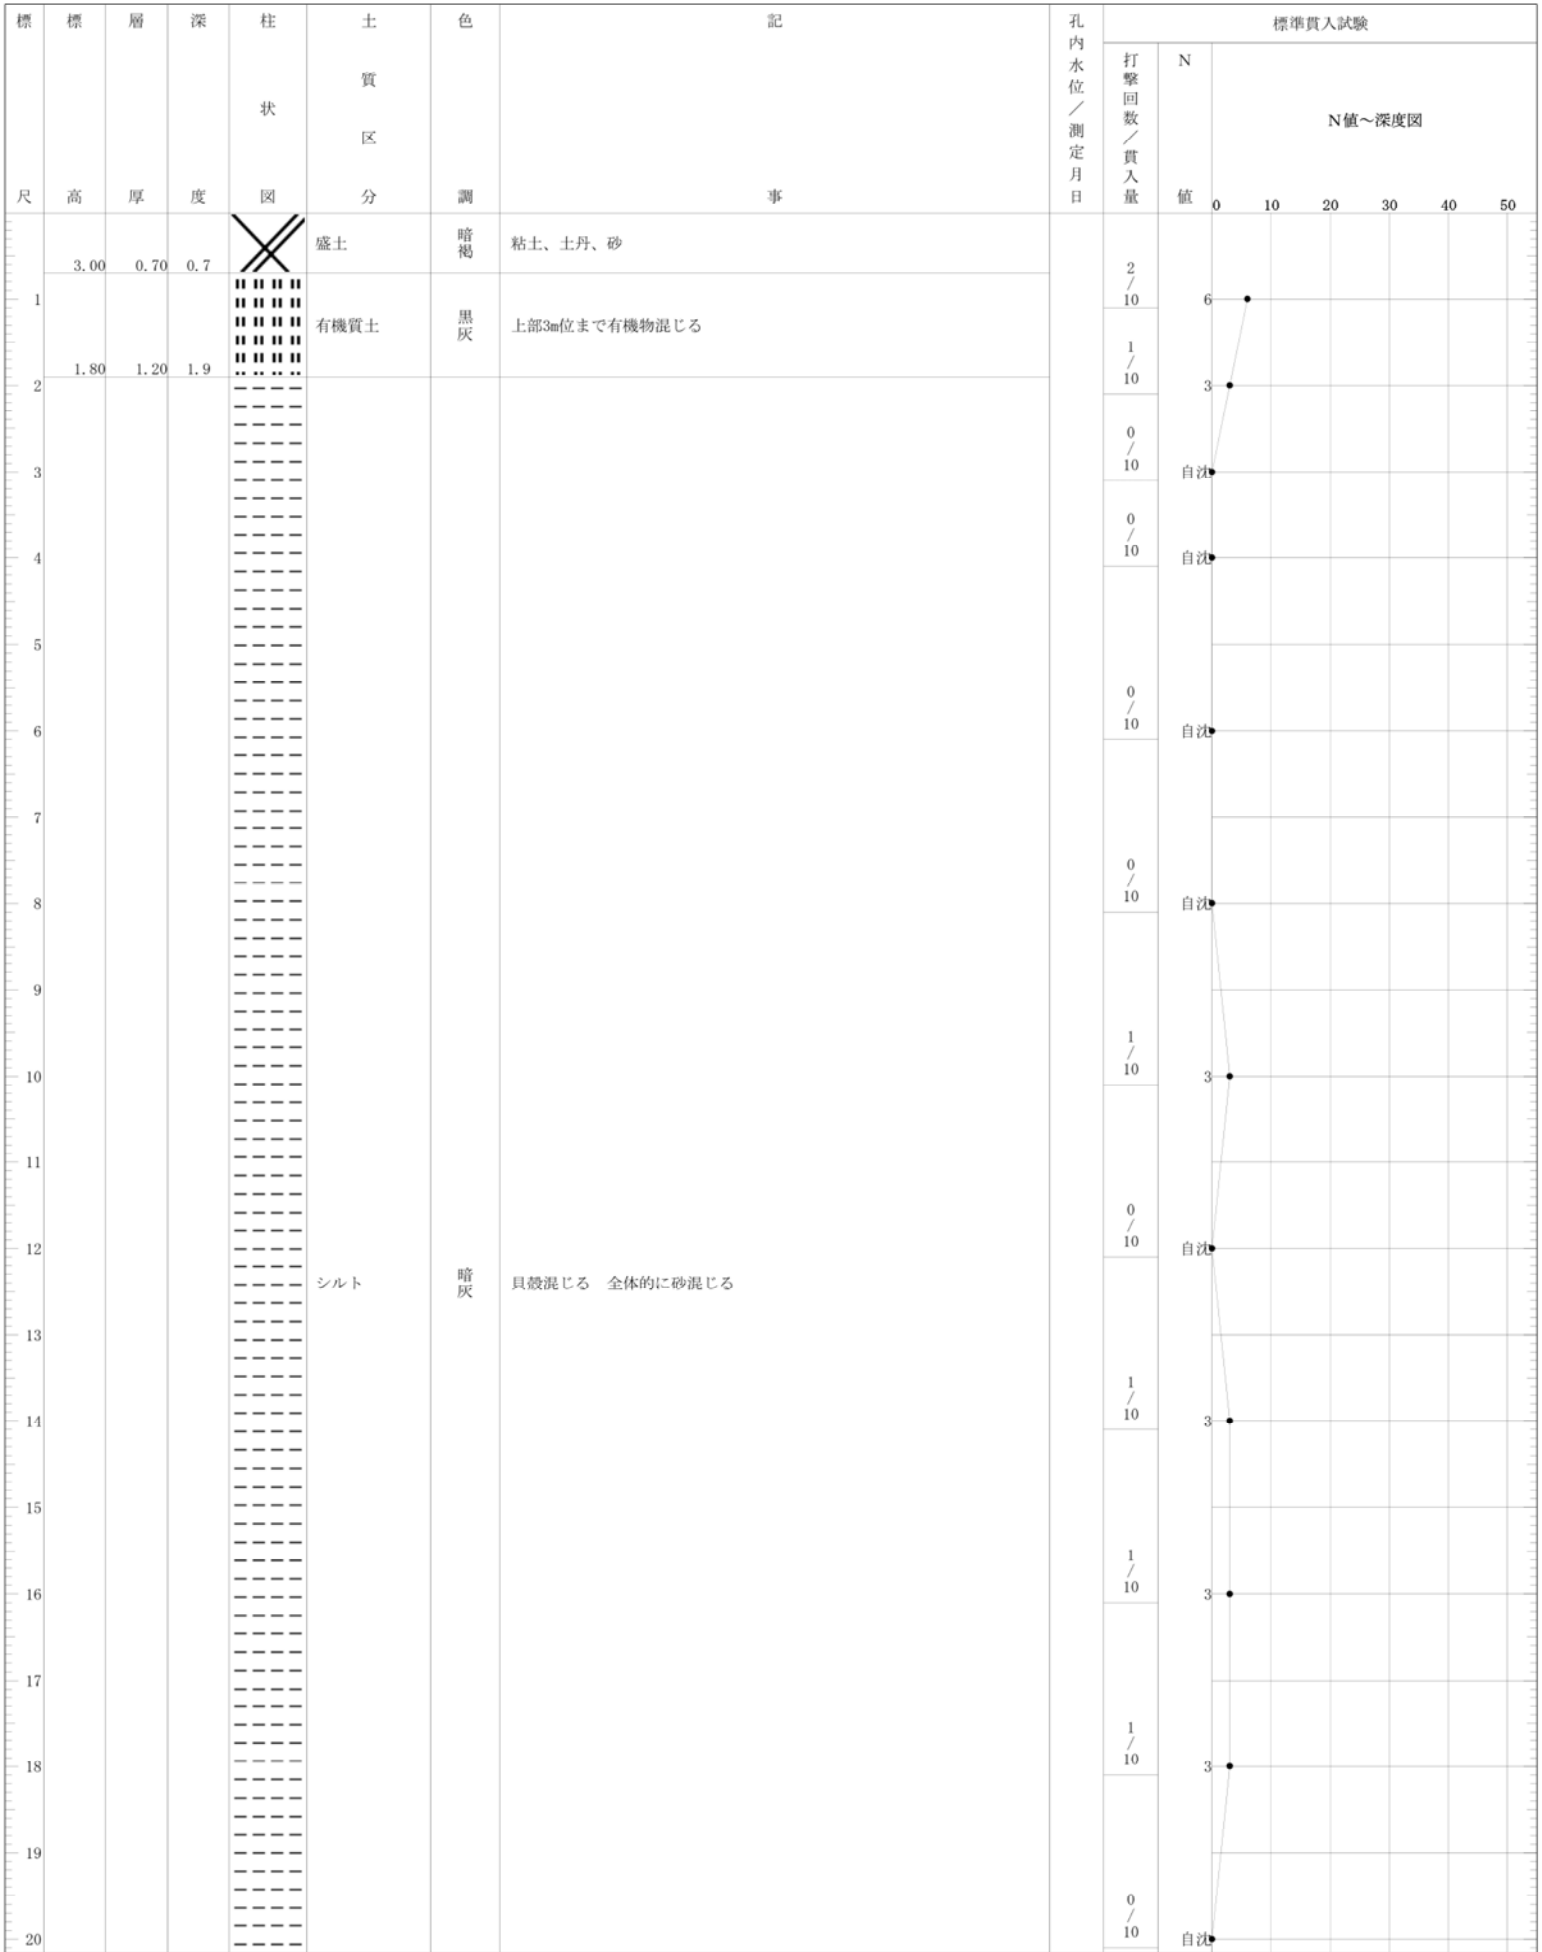 標尺
標高
層厚
深度
柱状図
土質区分
色調
記事
孔内水位／測定月日
標準貫入試験
打撃回数／貫入量
N値
N値～深度図
0 10 20 30 40 50
3.00 0.70 0.7 盛土 暗褐 粘土、土丹、砂
2/10
1 6
1.80 1.20 1.9 有機質土 黒灰 上部3m位まで有機物混じる
1/10
2 3
0/10
3 自沈
0/10
4 自沈
5
0/10
6 自沈
7
0/10
8 自沈
9
1/10
10 3
11
0/10
12 自沈
シルト 暗灰 貝殻混じる　全体的に砂混じる
13
1/10
14 3
15
1/10
16 3
17
1/10
18 3
19
0/10
20 自沈